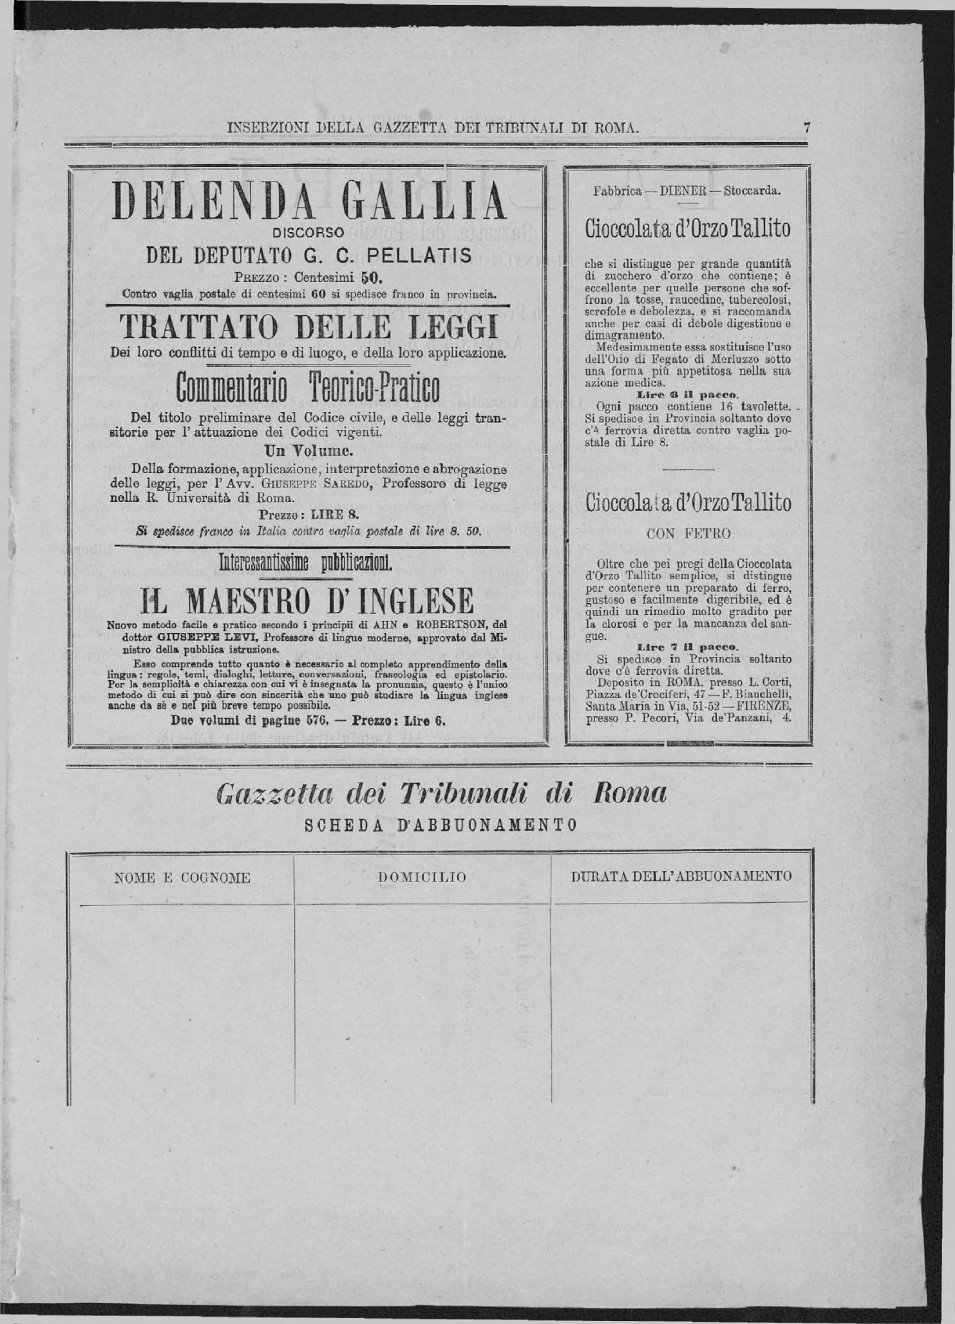 INSERZIONI DELLA GAZZETTA DEI TRIBUNALI DI ROMA. 7
DELENDA GALLIA
DISCORSO
DEL DEPUTATO G. C. PELLATIS
PREZZO : Centesimi 50.
Contro vaglia postale di centesimi 60 si spedisce franco in provincia.
TRATTATO DELLE LEGGI
Dei loro conflitti di tempo e di luogo, e della loro applicazione.
Commentario Teorico-Pratico
Del titolo preliminare del Codice civile, e delle leggi tran-
sitorie per l' attuazione dei Codici vigenti.
Un Volume.
Della formazione, applicazione, interpretazione e abrogazione
delle leggi, per l' Avv. GIUSEPPE SAREDO, Professore di legge
nella R. Università di Roma.
Prezzo : LIRE 8.
Si spedisce franco in Italia contro vaglia postale di lire 8. 50.
Interessantissime pubblicazioni.
IL MAESTRO D' INGLESE
Nuovo metodo facile e pratico secondo i principii di AHN e ROBERTSON, del
dottor GIUSEPPE LEVI, Professore di lingue moderne, approvato dal Mi-
nistro della pubblica istruzione.
Esso comprende tutto quanto è necessario al completo apprendimento della
lingua : regole, temi, dialoghi, letture, conversazioni, fraseologia ed epistolario.
Per la semplicità e chiarezza con cui vi è insegnata la pronunzia, questo è l'unico
metodo di cui si può dire con sincerità che uno può studiare la lingua inglese
anche da sè e nel più breve tempo possibile.
Due volumi di pagine 576. — Prezzo : Lire 6.
Fabbrica — DIENER — Stoccarda.
Cioccolata d'Orzo Tallito
che si distingue per grande quantità
di zucchero d'orzo che contiene ; è
eccellente per quelle persone che sof-
frono la tosse, raucedine, tubercolosi,
scrofole e debolezza, e si raccomanda
anche per casi di debole digestione e
dimagramento.
Medesimamente essa sostituisce l'uso
dell'Olio di Fegato di Merluzzo sotto
una forma più appetitosa nella sua
azione medica.
Lire 6 il pacco.
Ogni pacco contiene 16 tavolette.
Si spedisce in Provincia soltanto dove
c'è ferrovia diretta contro vaglia po-
stale di Lire 8.
Cioccolata d'Orzo Tallito
CON FETRO
Oltre che pei pregi della Cioccolata
d'Orzo Tallito semplice, si distingue
per contenere un preparato di ferro,
gustoso e facilmente digeribile, ed è
quindi un rimedio molto gradito per
la clorosi e per la mancanza del san-
gue.
Lire 7 il pacco.
Si spedisce in Provincia soltanto
dove c'è ferrovia diretta.
Deposito in ROMA, presso L. Corti,
Piazza de'Crociferi, 47 — F. Bianchelli,
Santa Maria in Via, 51-52 — FIRENZE,
presso P. Pecori, Via de'Panzani, 4.
Gazzetta dei Tribunali di Roma
SCHEDA D'ABBUONAMENTO
NOME E COGNOME DOMICILIO DURATA DELL'ABBUONAMENTO